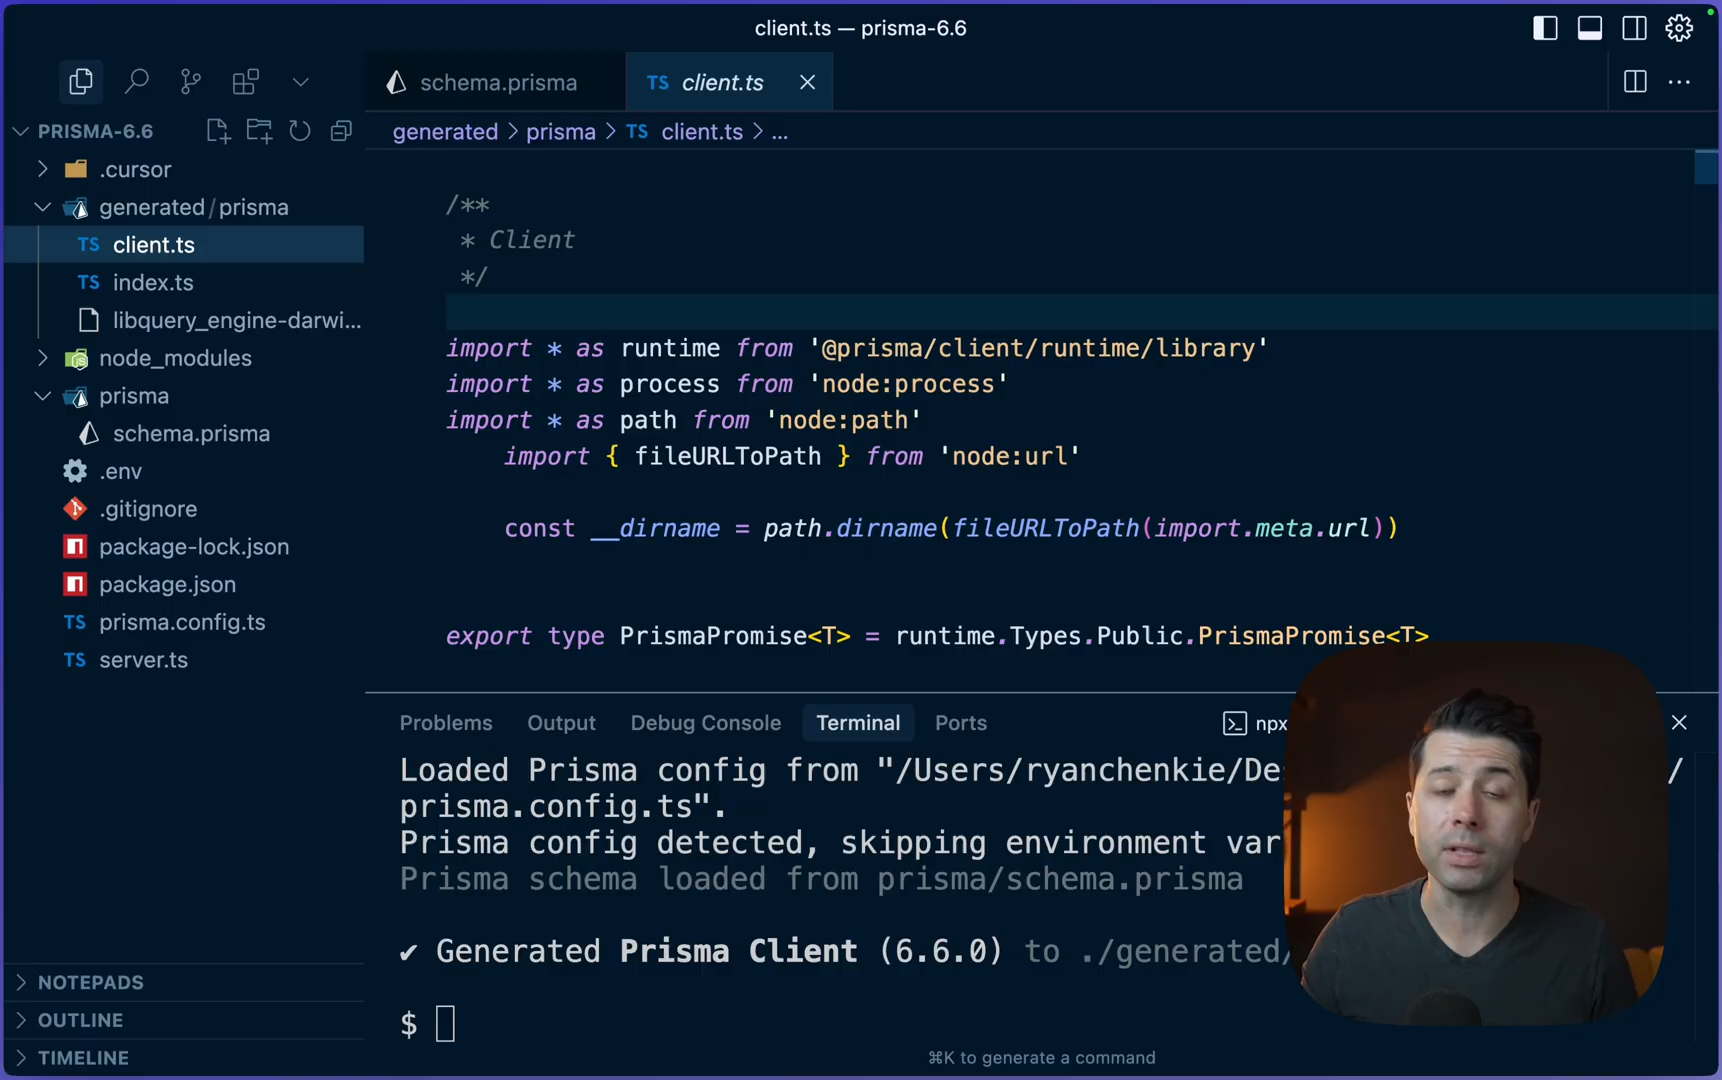 client.ts — prisma-6.6
schema.prisma
TS client.ts
PRISMA-6.6
generated > prisma > TS client.ts > ...
.cursor
generated/prisma
TS client.ts
TS index.ts
libquery_engine-darwi...
node_modules
prisma
schema.prisma
.env
.gitignore
package-lock.json
package.json
TS prisma.config.ts
TS server.ts
NOTEPADS
OUTLINE
TIMELINE
/**
* Client
*/
import * as runtime from '@prisma/client/runtime/library'
import * as process from 'node:process'
import * as path from 'node:path'
import { fileURLToPath } from 'node:url'
const __dirname = path.dirname(fileURLToPath(import.meta.url))
export type PrismaPromise<T> = runtime.Types.Public.PrismaPromise<T>
Problems Output Debug Console Terminal Ports npx
Loaded Prisma config from "/Users/ryanchenkie/De /
prisma.config.ts".
Prisma config detected, skipping environment var
Prisma schema loaded from prisma/schema.prisma
✔ Generated Prisma Client (6.6.0) to ./generated/
$
⌘K to generate a command